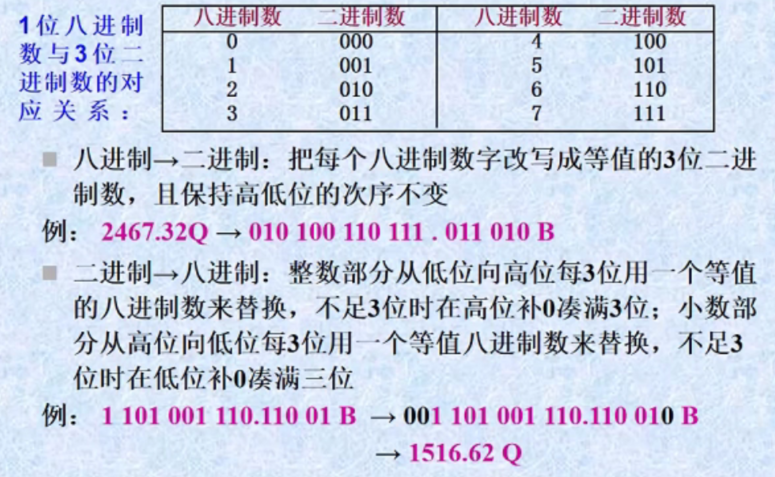 1位八进制
数与3位二
进制数的对
应关系：
八进制数 二进制数 八进制数 二进制数
0 000 4 100
1 001 5 101
2 010 6 110
3 011 7 111
八进制→二进制：把每个八进制数字改写成等值的3位二进
制数，且保持高低位的次序不变
例： 2467.32Q → 010 100 110 111 . 011 010 B
二进制→八进制：整数部分从低位向高位每3位用一个等值
的八进制数来替换，不足3位时在高位补0凑满3位；小数部
分从高位向低位每3位用一个等值八进制数来替换，不足3
位时在低位补0凑满三位
例： 1 101 001 110.110 01 B → 001 101 001 110.110 010 B
→ 1516.62 Q